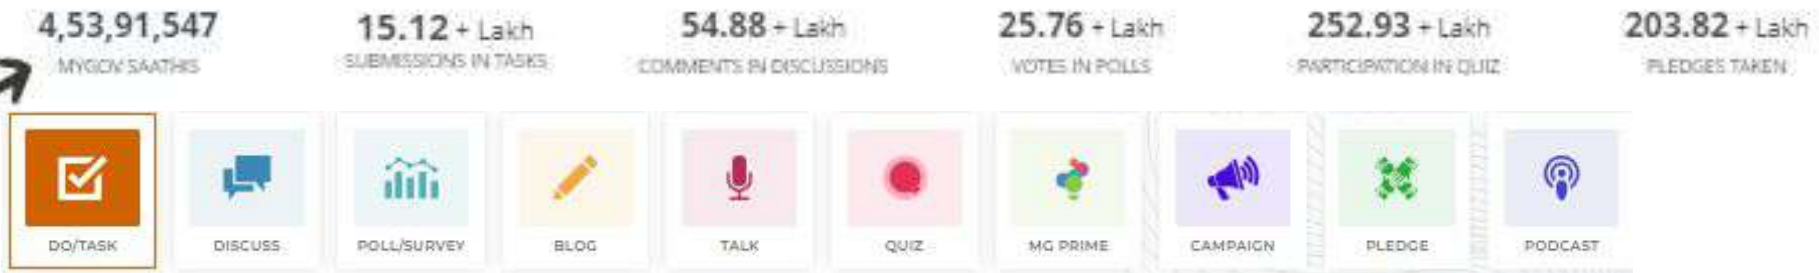 4,53,91,547 15.12 + Lakh 54.88 + Lakh 25.76 + Lakh 252.93 + Lakh 203.82 + Lakh
MYGOV SAATHIS SUBMISSIONS IN TASKS COMMENTS IN DISCUSSIONS VOTES IN POLLS PARTICIPATION IN QUIZ PLEDGES TAKEN
DO/TASK DISCUSS POLL/SURVEY BLOG TALK QUIZ MG PRIME CAMPAIGN PLEDGE PODCAST